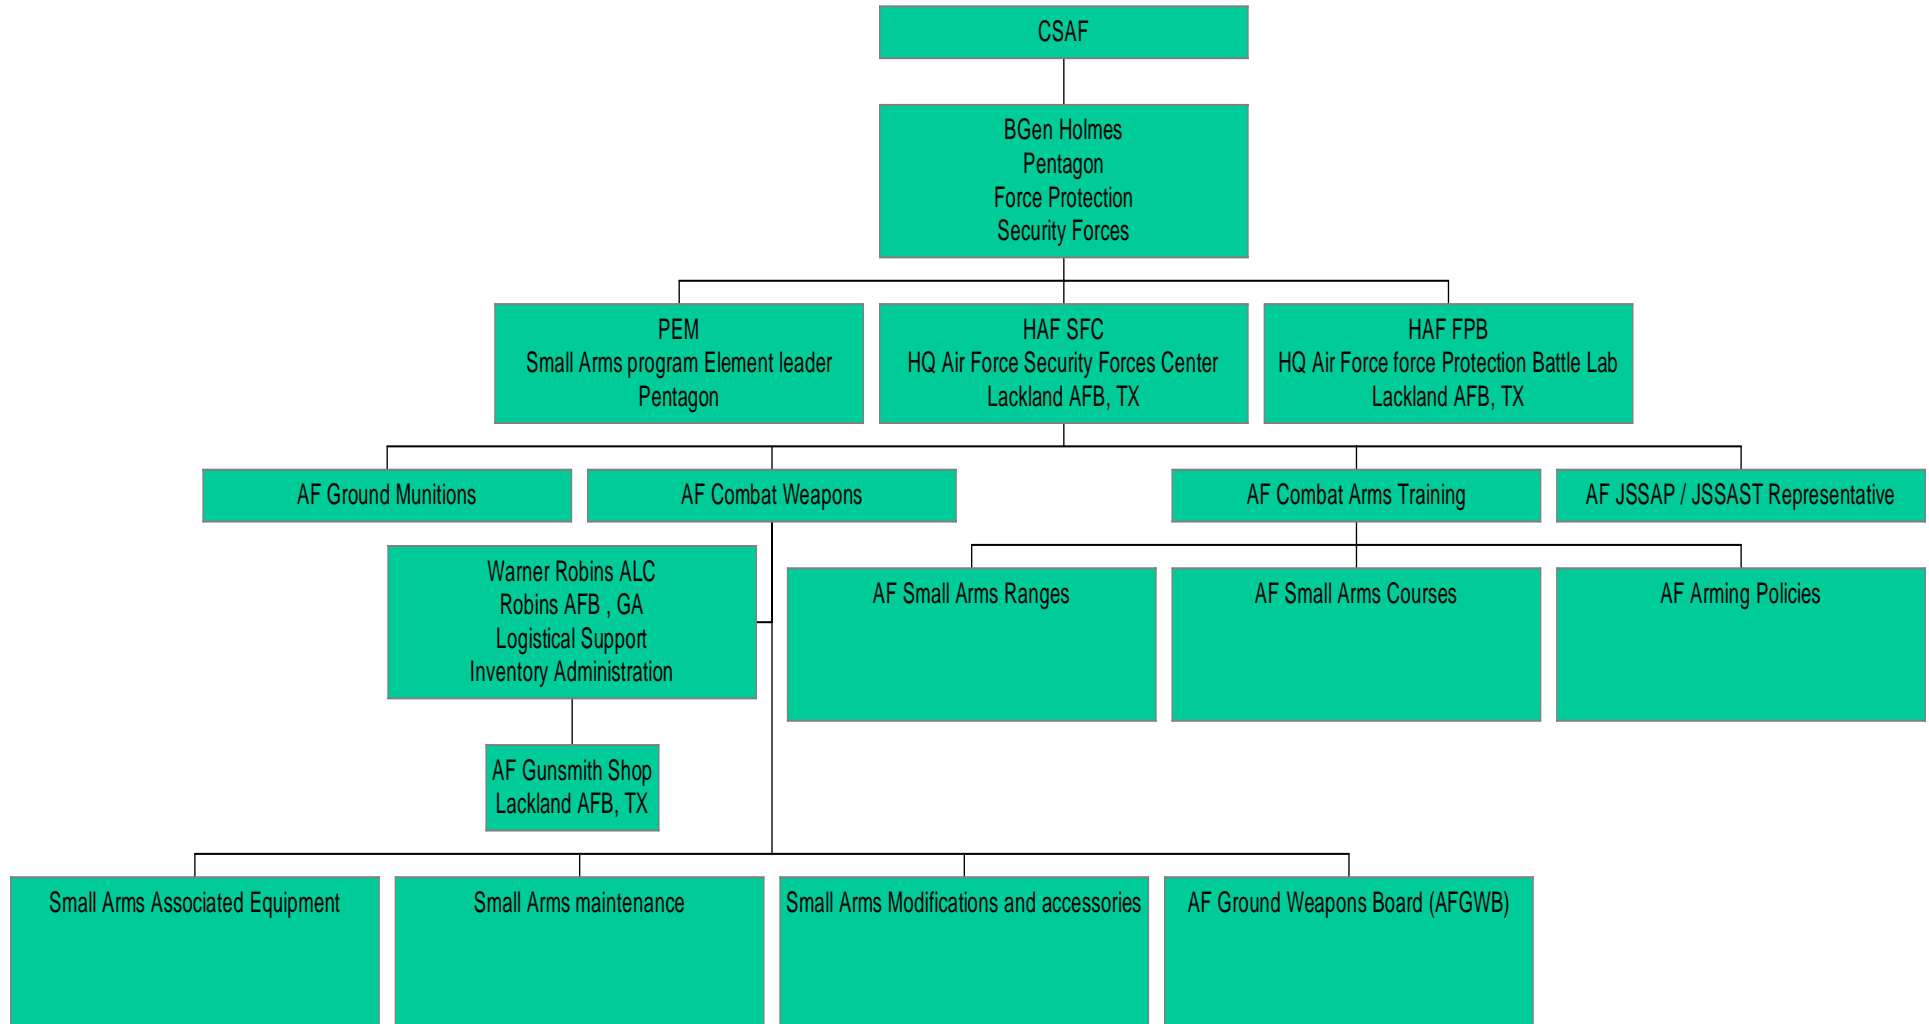 CSAF
BGen Holmes
Pentagon
Force Protection
Security Forces
PEM
Small Arms program Element leader
Pentagon
HAF SFC
HQ Air Force Security Forces Center
Lackland AFB, TX
HAF FPB
HQ Air Force force Protection Battle Lab
Lackland AFB, TX
AF Ground Munitions
AF Combat Weapons
AF Combat Arms Training
AF JSSAP / JSSAST Representative
Warner Robins ALC
Robins AFB , GA
Logistical Support
Inventory Administration
AF Small Arms Ranges
AF Small Arms Courses
AF Arming Policies
AF Gunsmith Shop
Lackland AFB, TX
Small Arms Associated Equipment
Small Arms maintenance
Small Arms Modifications and accessories
AF Ground Weapons Board (AFGWB)